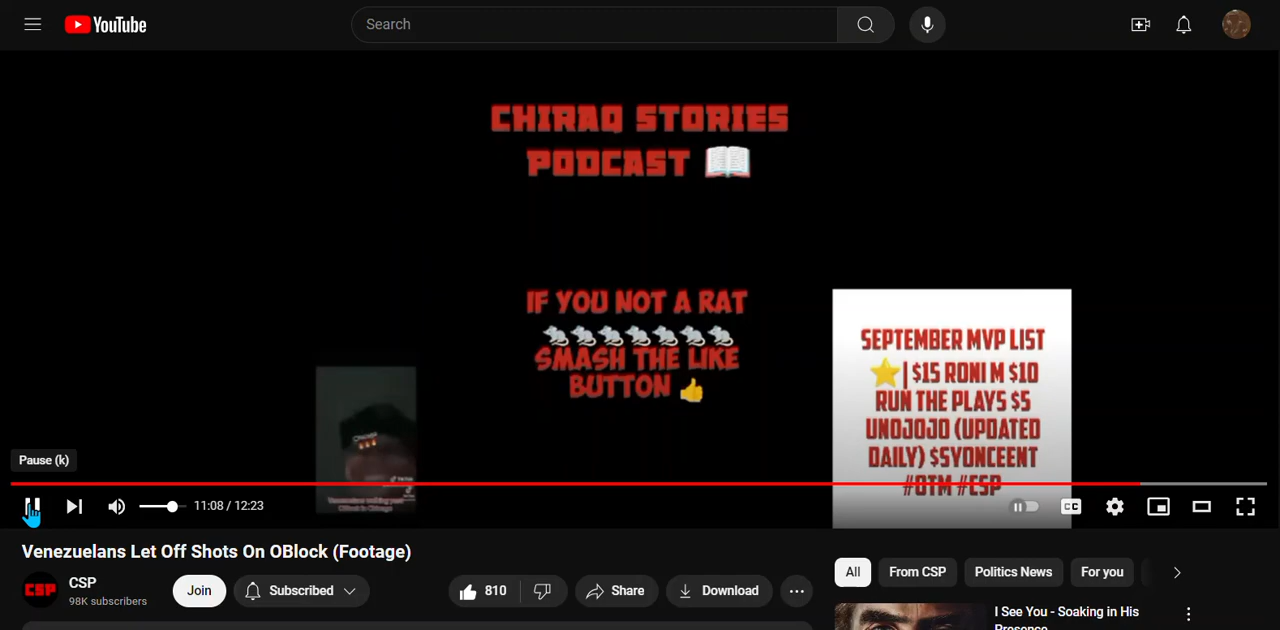 YouTube
Search
CHIRAQ STORIES
PODCAST
IF YOU NOT A RAT
SMASH THE LIKE
BUTTON
SEPTEMBER MVP LIST
| $15 RONI M $10
RUN THE PLAYS $5
UNOJOJO (UPDATED
DAILY) $SYONCEENT
#OTM #CSP
Pause (k)
11:08 / 12:23
CC
Venezuelans Let Off Shots On OBlock (Footage)
CSP
CSP
98K subscribers
Join
Subscribed
810
Share
Download
All
From CSP
Politics News
For you
I See You - Soaking in His
Presence